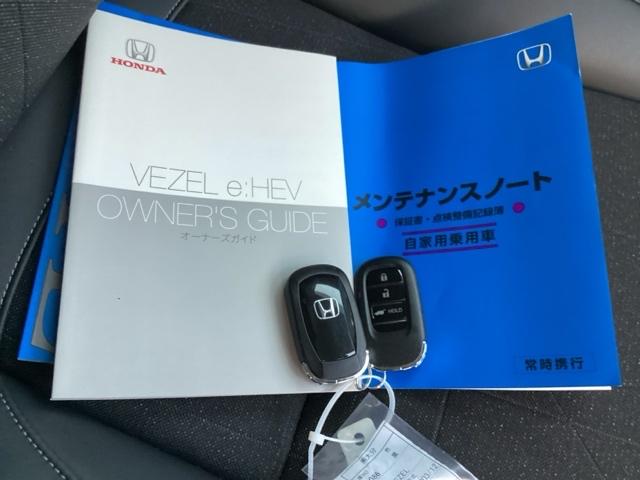 HONDA
VEZEL e:HEV
OWNER'S GUIDE
オーナーズガイド
メンテナンスノート
保証書・点検整備記録簿
自家用乗用車
常時携行
HOLD
VEZEL